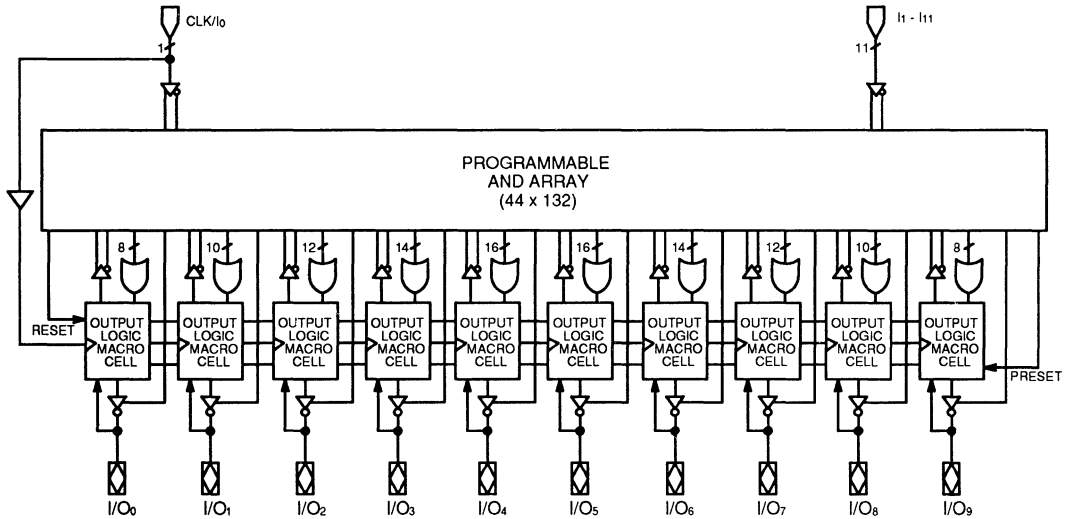 CLK/I0
I1 - I11
1
11
PROGRAMMABLE
AND ARRAY
(44 x 132)
8 10 12 14 16 16 14 12 10 8
RESET
OUTPUT LOGIC MACRO CELL
OUTPUT LOGIC MACRO CELL
OUTPUT LOGIC MACRO CELL
OUTPUT LOGIC MACRO CELL
OUTPUT LOGIC MACRO CELL
OUTPUT LOGIC MACRO CELL
OUTPUT LOGIC MACRO CELL
OUTPUT LOGIC MACRO CELL
OUTPUT LOGIC MACRO CELL
OUTPUT LOGIC MACRO CELL
PRESET
I/O0 I/O1 I/O2 I/O3 I/O4 I/O5 I/O6 I/O7 I/O8 I/O9